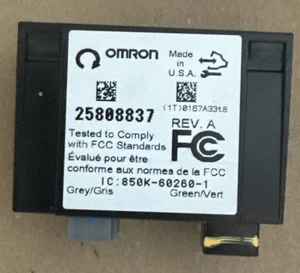 OMRON
Made in
U.S.A.
25808837
(1T)0167A33t8
Tested to Comply
with FCC Standards
REV. A
FC
Évalué pour être
conforme aux normes de la FCC
IC:850K-60260-1
Grey/Gris
Green/Vert